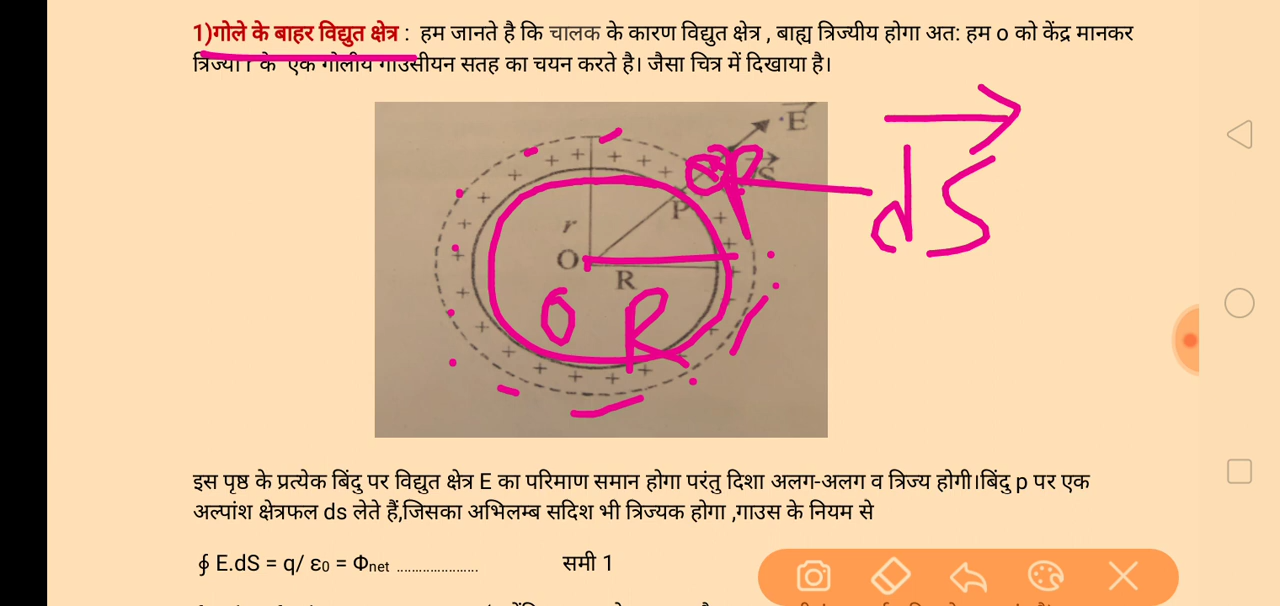 1)गोले के बाहर विद्युत क्षेत्र : हम जानते है कि चालक के कारण विद्युत क्षेत्र , बाह्य त्रिज्यीय होगा अत: हम o को केंद्र मानकर
त्रिज्या r के एक गोलीय गाउसीयन सतह का चयन करते है। जैसा चित्र में दिखाया है।
E
S
dS
P
p
r
O
R
O R
इस पृष्ठ के प्रत्येक बिंदु पर विद्युत क्षेत्र E का परिमाण समान होगा परंतु दिशा अलग-अलग व त्रिज्य होगी।बिंदु p पर एक
अल्पांश क्षेत्रफल ds लेते हैं,जिसका अभिलम्ब सदिश भी त्रिज्यक होगा ,गाउस के नियम से
∮ E.dS = q/ ε₀ = Φnet ...................... समी 1